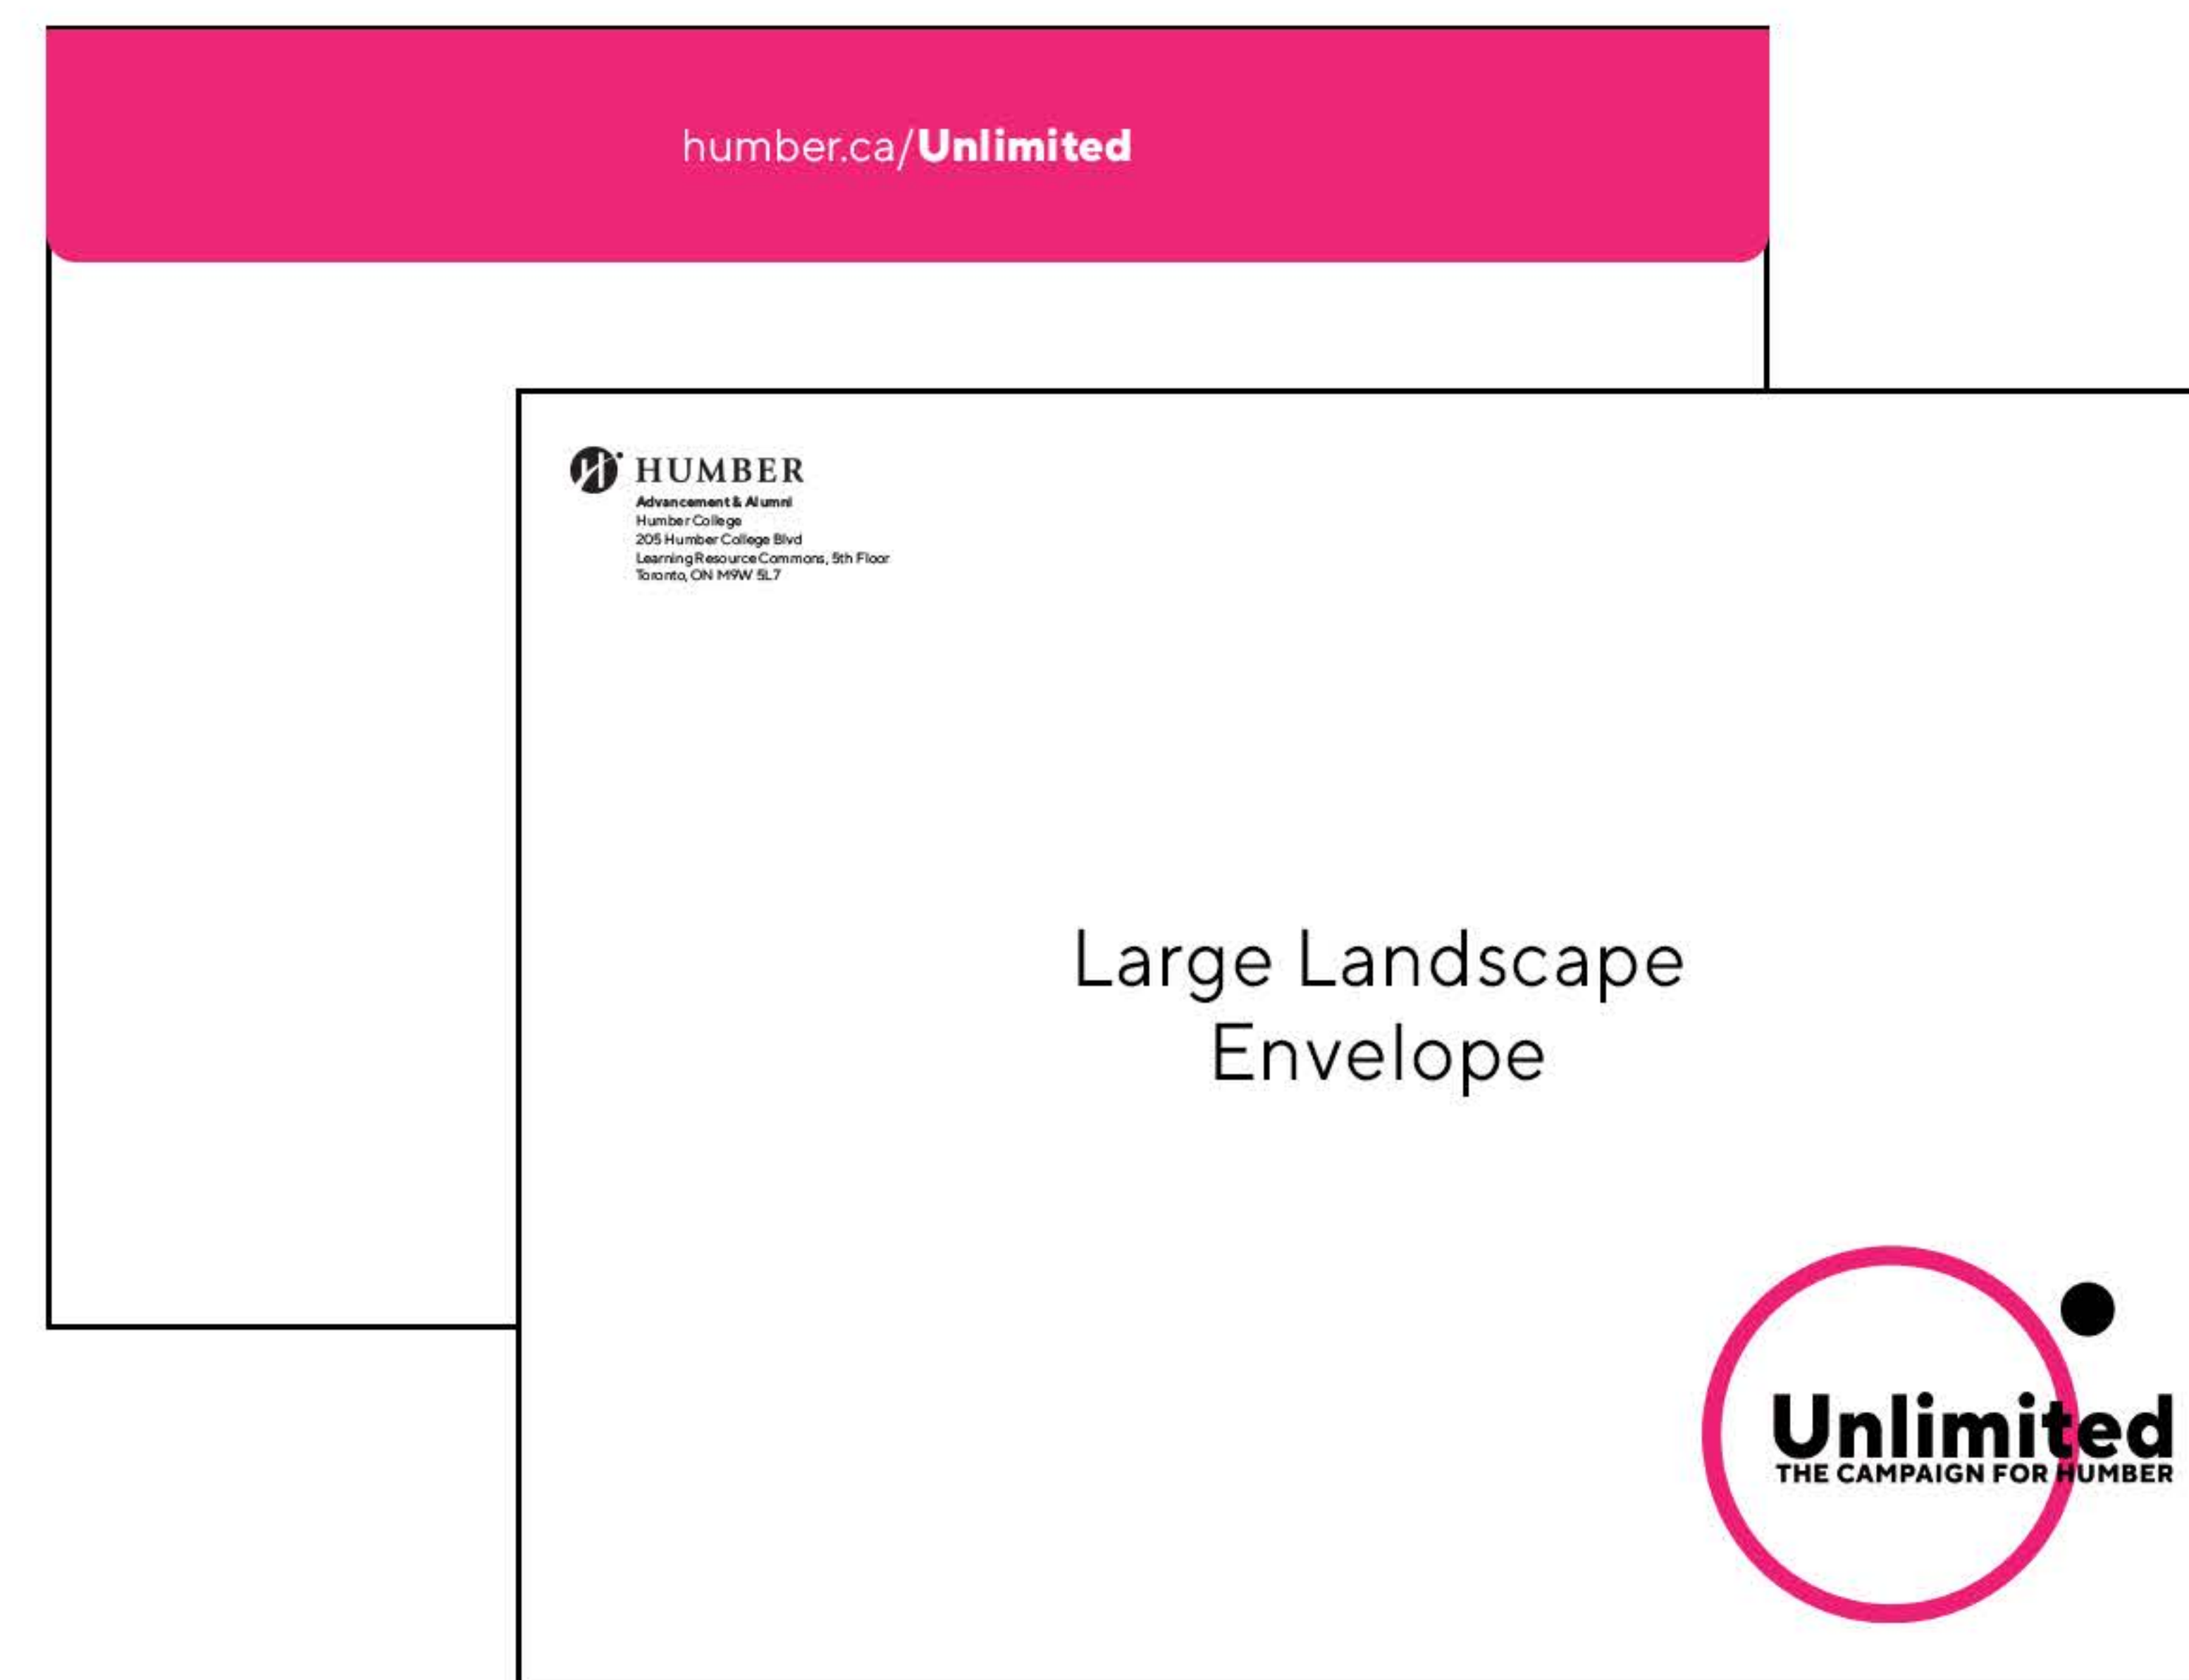 humber.ca/Unlimited
HUMBER
Advancement & Alumni
Humber College
205 Humber College Blvd
Learning Resource Commons, 5th Floor
Toronto, ON M9W 5L7
Large Landscape
Envelope
Unlimited
THE CAMPAIGN FOR HUMBER